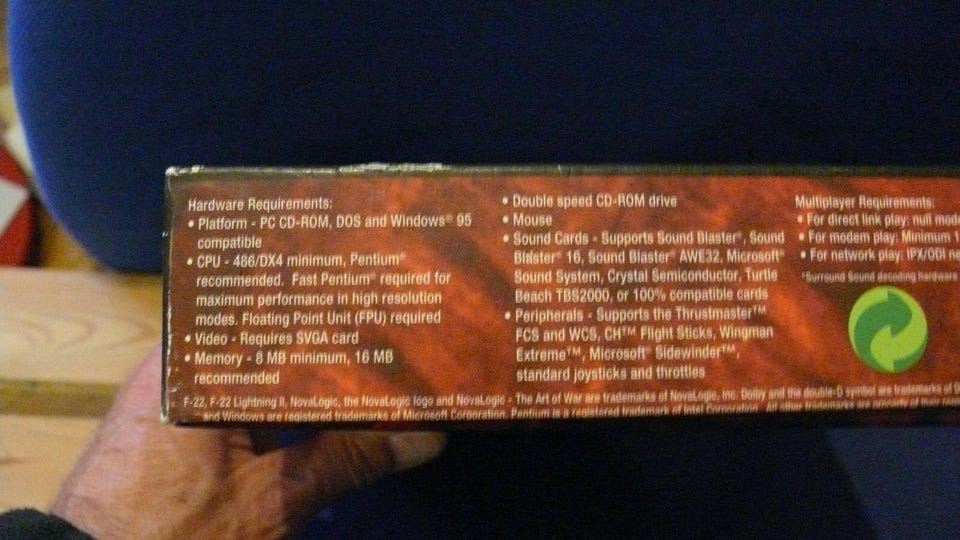 Hardware Requirements:
• Platform - PC CD-ROM, DOS and Windows® 95
compatible
• CPU - 486/DX4 minimum, Pentium®
recommended. Fast Pentium® required for
maximum performance in high resolution
modes. Floating Point Unit (FPU) required
• Video - Requires SVGA card
• Memory - 8 MB minimum, 16 MB
recommended
• Double speed CD-ROM drive
• Mouse
• Sound Cards - Supports Sound Blaster®, Sound
Blaster® 16, Sound Blaster® AWE32, Microsoft®
Sound System, Crystal Semiconductor, Turtle
Beach TBS2000, or 100% compatible cards
• Peripherals - Supports the Thrustmaster™
FCS and WCS, CH™ Flight Sticks, Wingman
Extreme™, Microsoft® Sidewinder™,
standard joysticks and throttles
Multiplayer Requirements:
• For direct link play: null
• For modem play: Minimum
• For network play: IPX/ODI
*Surround Sound decoding
F-22, F-22 Lightning II, NovaLogic, the NovaLogic logo and NovaLogic - The Art of War are trademarks of NovaLogic, Inc. Dolby and the double-D symbol are trademarks of
and Windows are registered trademarks of Microsoft Corporation. Pentium is a registered trademark of Intel Corporation. All other trademarks are